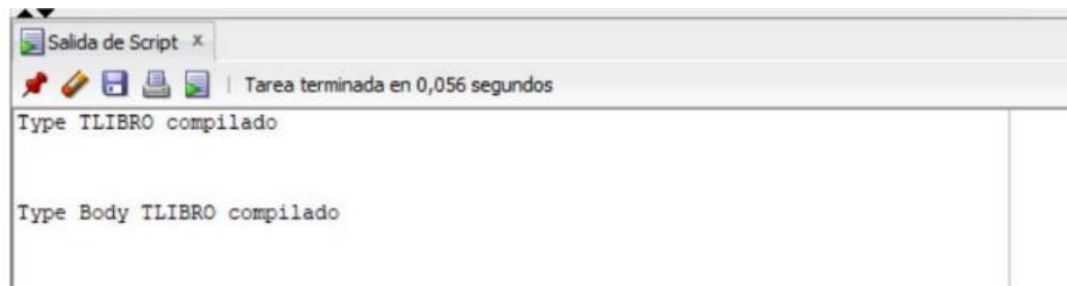 Salida de Script x
Tarea terminada en 0,056 segundos
Type TLIBRO compilado
Type Body TLIBRO compilado